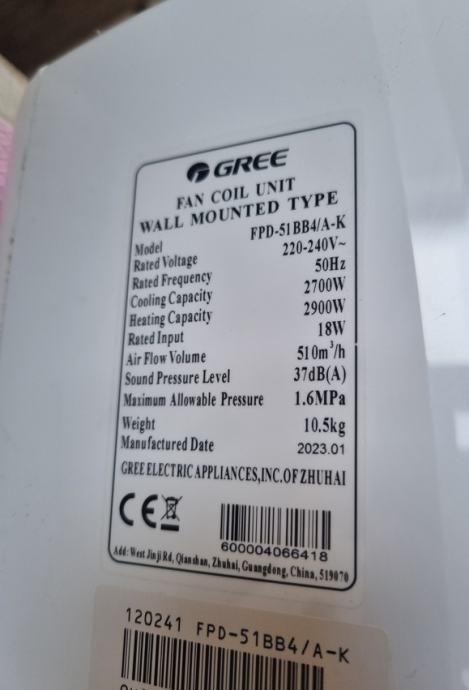 GREE
FAN COIL UNIT
WALL MOUNTED TYPE
Model FPD-51BB4/A-K
Rated Voltage 220-240V~
Rated Frequency 50Hz
Cooling Capacity 2700W
Heating Capacity 2900W
Rated Input 18W
Air Flow Volume 510m³/h
Sound Pressure Level 37dB(A)
Maximum Allowable Pressure 1.6MPa
Weight 10.5kg
Manufactured Date 2023.01
GREE ELECTRIC APPLIANCES,INC.OF ZHUHAI
CE
600004066418
Add: West Jinji Rd, Qianshan, Zhuhai, Guangdong, China, 519070
120241 FPD-51BB4/A-K